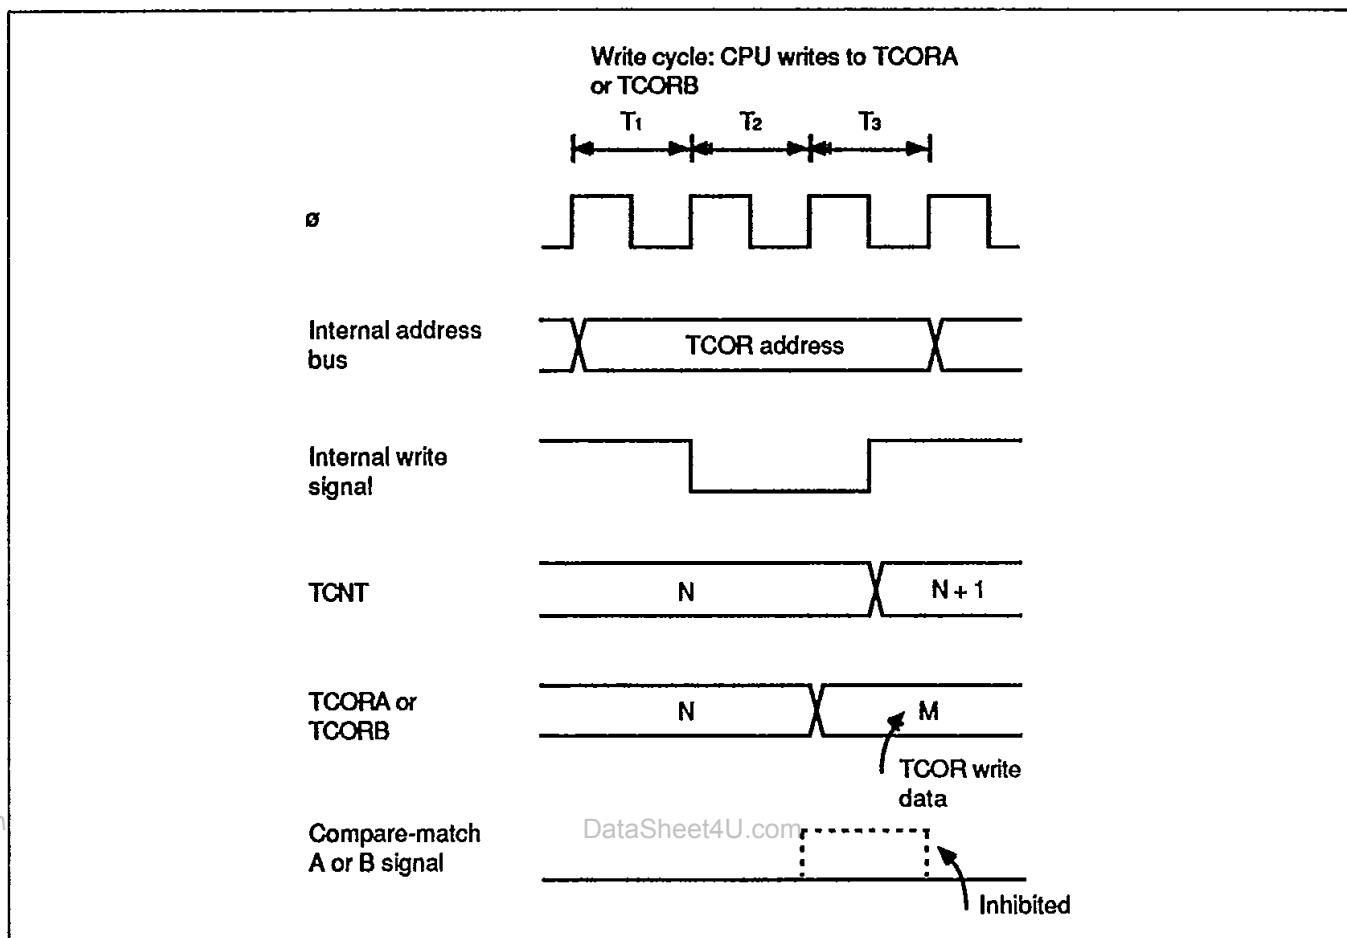 Write cycle: CPU writes to TCORA
or TCORB
T1
T2
T3
ø
Internal address
bus
TCOR address
Internal write
signal
TCNT
N
N + 1
TCORA or
TCORB
N
M
TCOR write
data
DataSheet4U.com
Compare-match
A or B signal
Inhibited